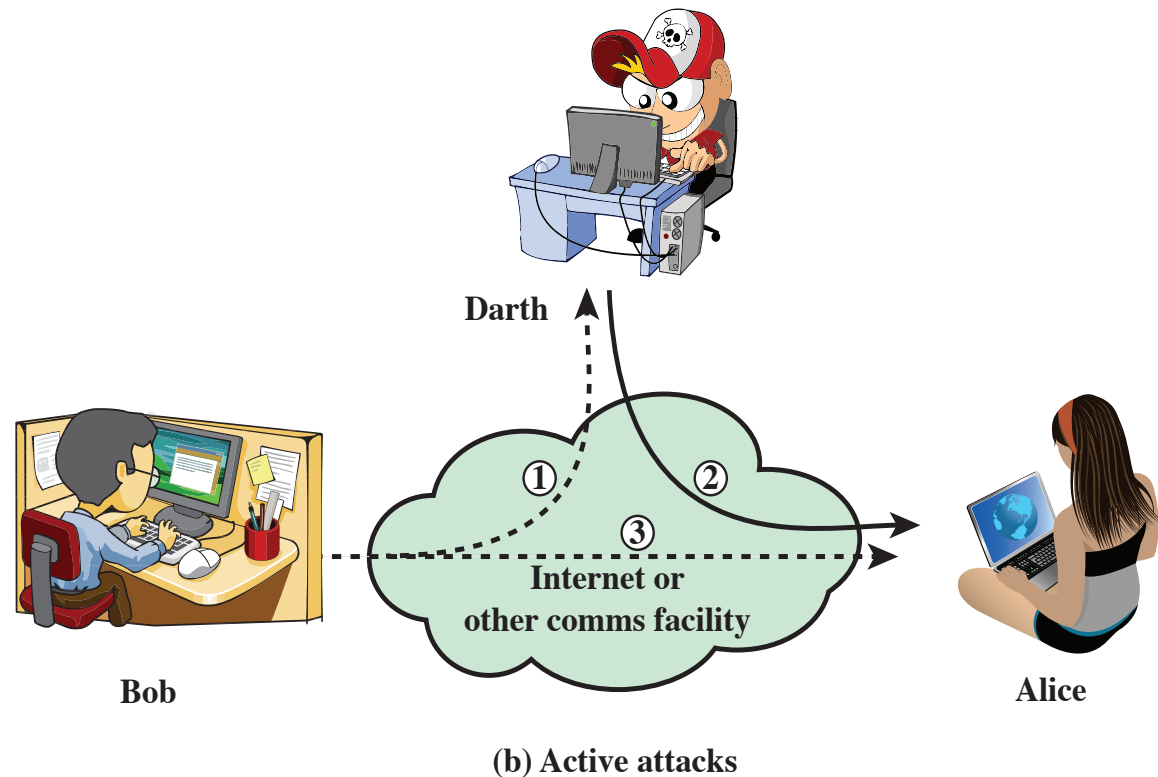 Darth
1
2
3
Internet or
other comms facility
Bob
Alice
(b) Active attacks